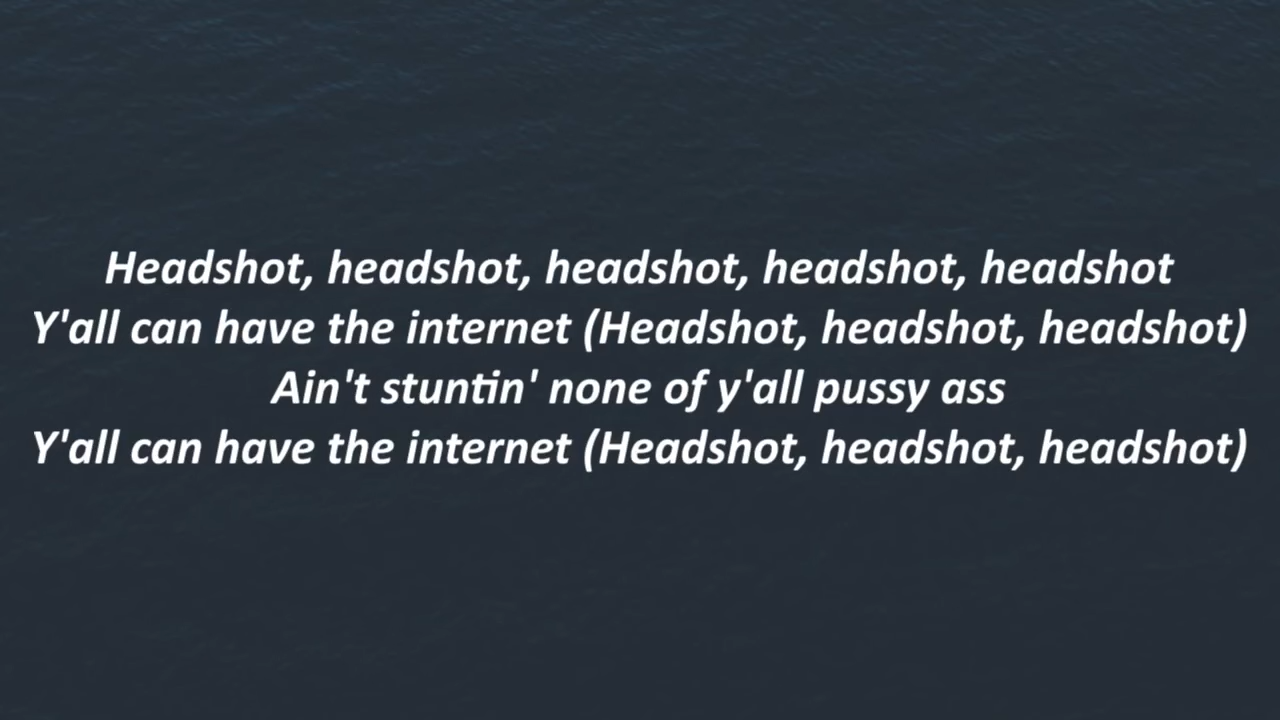 Headshot, headshot, headshot, headshot, headshot
Y'all can have the internet (Headshot, headshot, headshot)
Ain't stuntin' none of y'all pussy ass
Y'all can have the internet (Headshot, headshot, headshot)